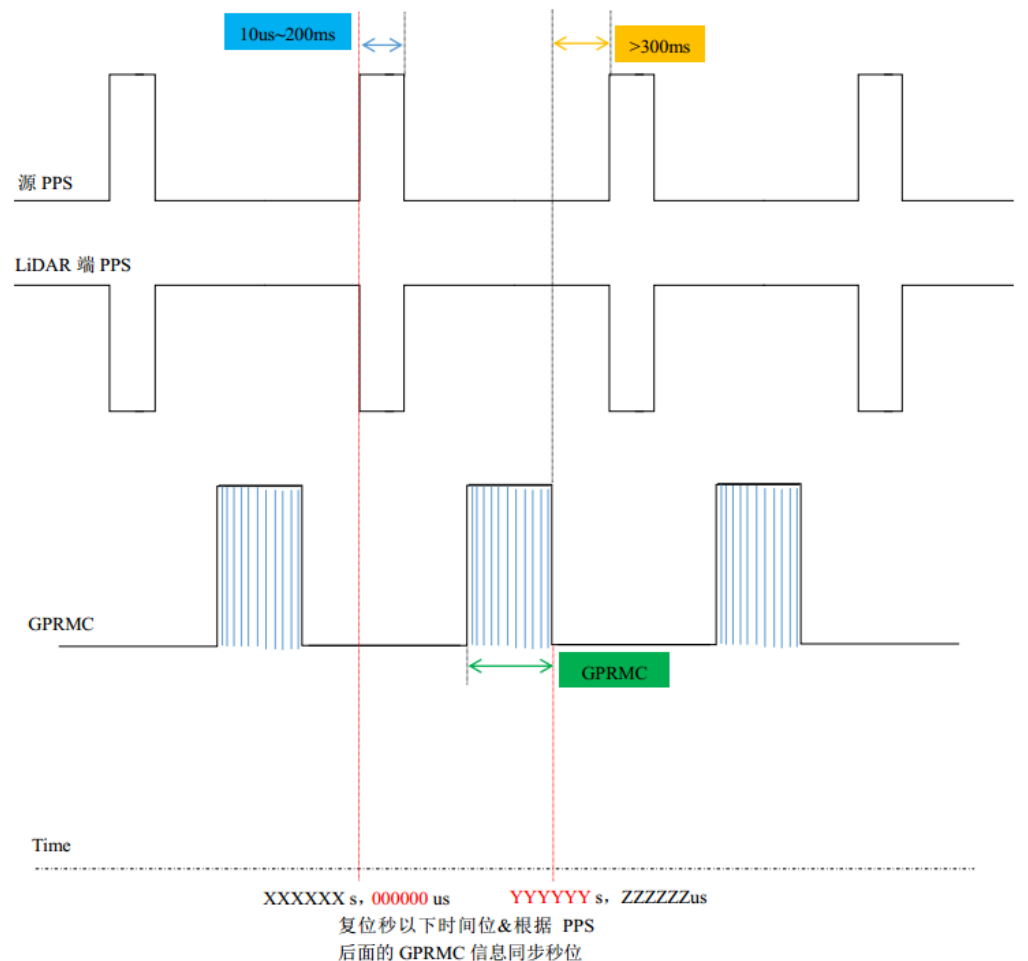 10us~200ms
>300ms
源 PPS
LiDAR 端 PPS
GPRMC
GPRMC
Time
XXXXXX s，000000 us
YYYYYY s，ZZZZZZus
复位秒以下时间位&根据 PPS
后面的 GPRMC 信息同步秒位